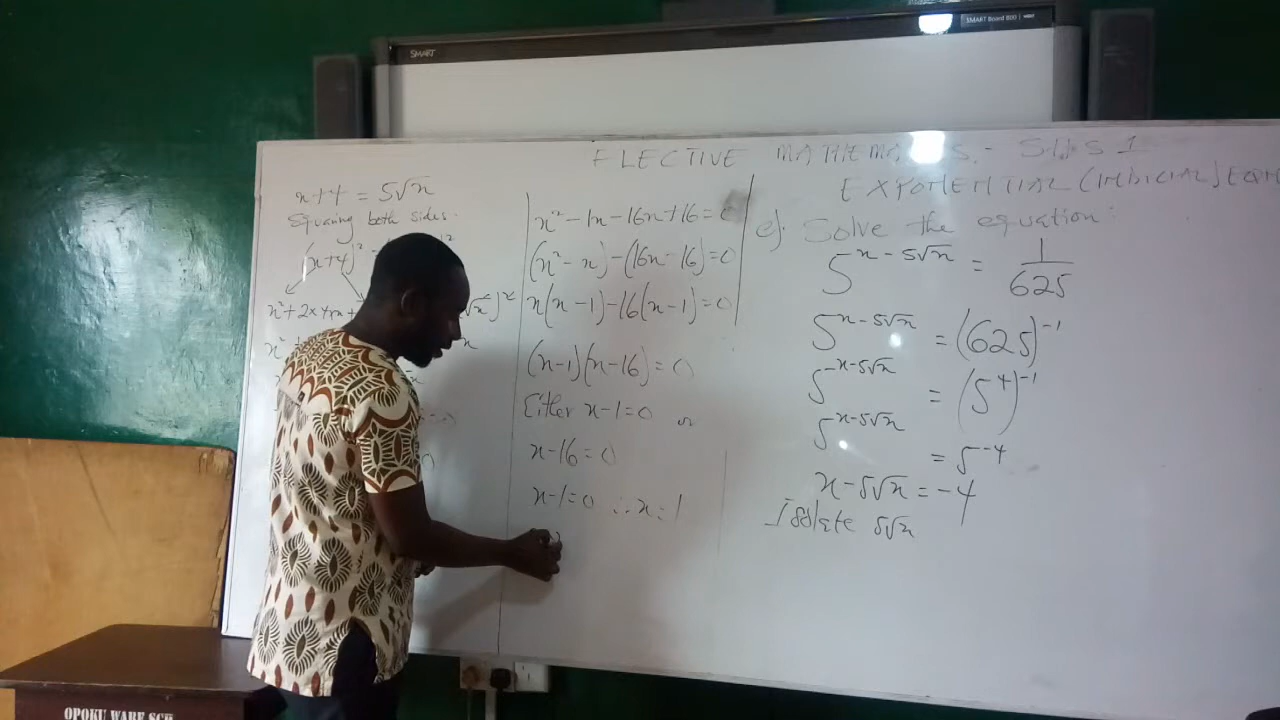 SMART
SMART Board 800
ELECTIVE MATHEMATICS - SHS 1
EXPONENTIAL (INDICIAL) EQN
x+4 = 5√x
Squaring both sides.
(x+4)²
x²+2x4x+
x²
x² - 1x - 16x + 16 = 0
(x² - x) - (16x - 16) = 0
x(x - 1) - 16(x - 1) = 0
(x-1)(x-16) = 0
Either x-1=0 or
x-16 = 0
x-1=0 ∴ x=1
e). Solve the equation:
5^(x - 5√x) = 1/625
5^(x - 5√x) = (625)⁻¹
5^(x-5√x) = (5⁴)⁻¹
5^(x-5√x) = 5⁻⁴
x - 5√x = -4
Isolate 5√x
OPOKU WARE SCH